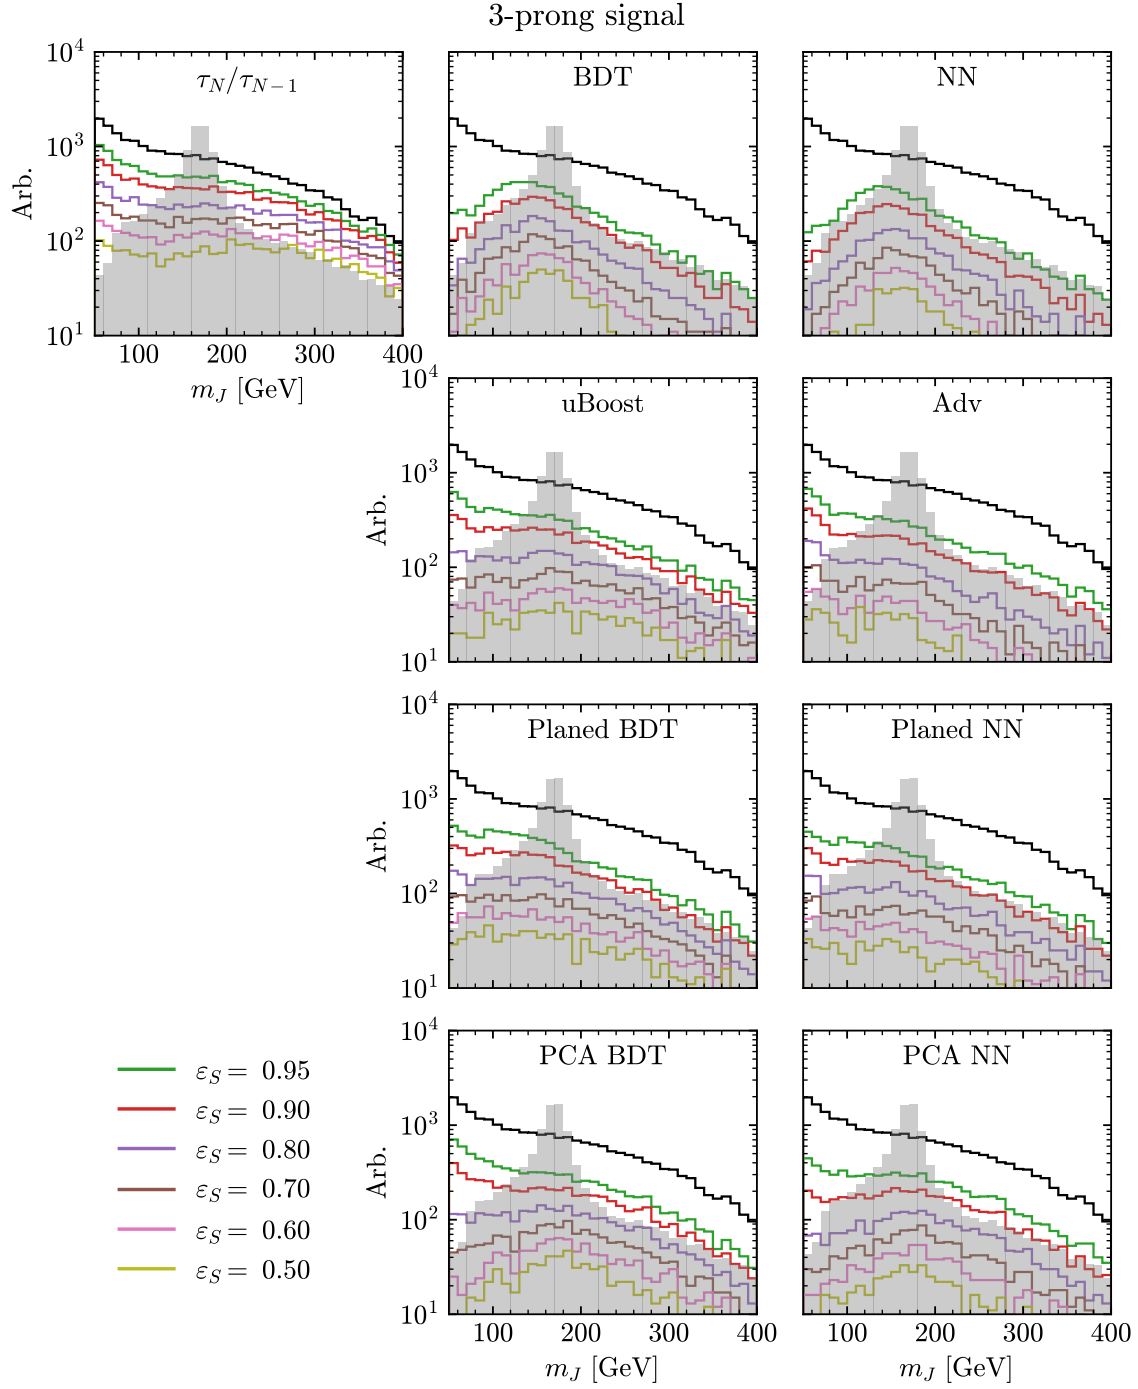 3-prong signal
τ_N/τ_{N−1}
BDT
NN
10^4
10^3
10^2
10^1
Arb.
100 200 300 400
m_J [GeV]
uBoost
Adv
10^4
10^3
10^2
10^1
Arb.
Planed BDT
Planed NN
10^4
10^3
10^2
10^1
Arb.
PCA BDT
PCA NN
10^4
10^3
10^2
10^1
Arb.
100 200 300 400
m_J [GeV]
100 200 300 400
m_J [GeV]
ε_S = 0.95
ε_S = 0.90
ε_S = 0.80
ε_S = 0.70
ε_S = 0.60
ε_S = 0.50